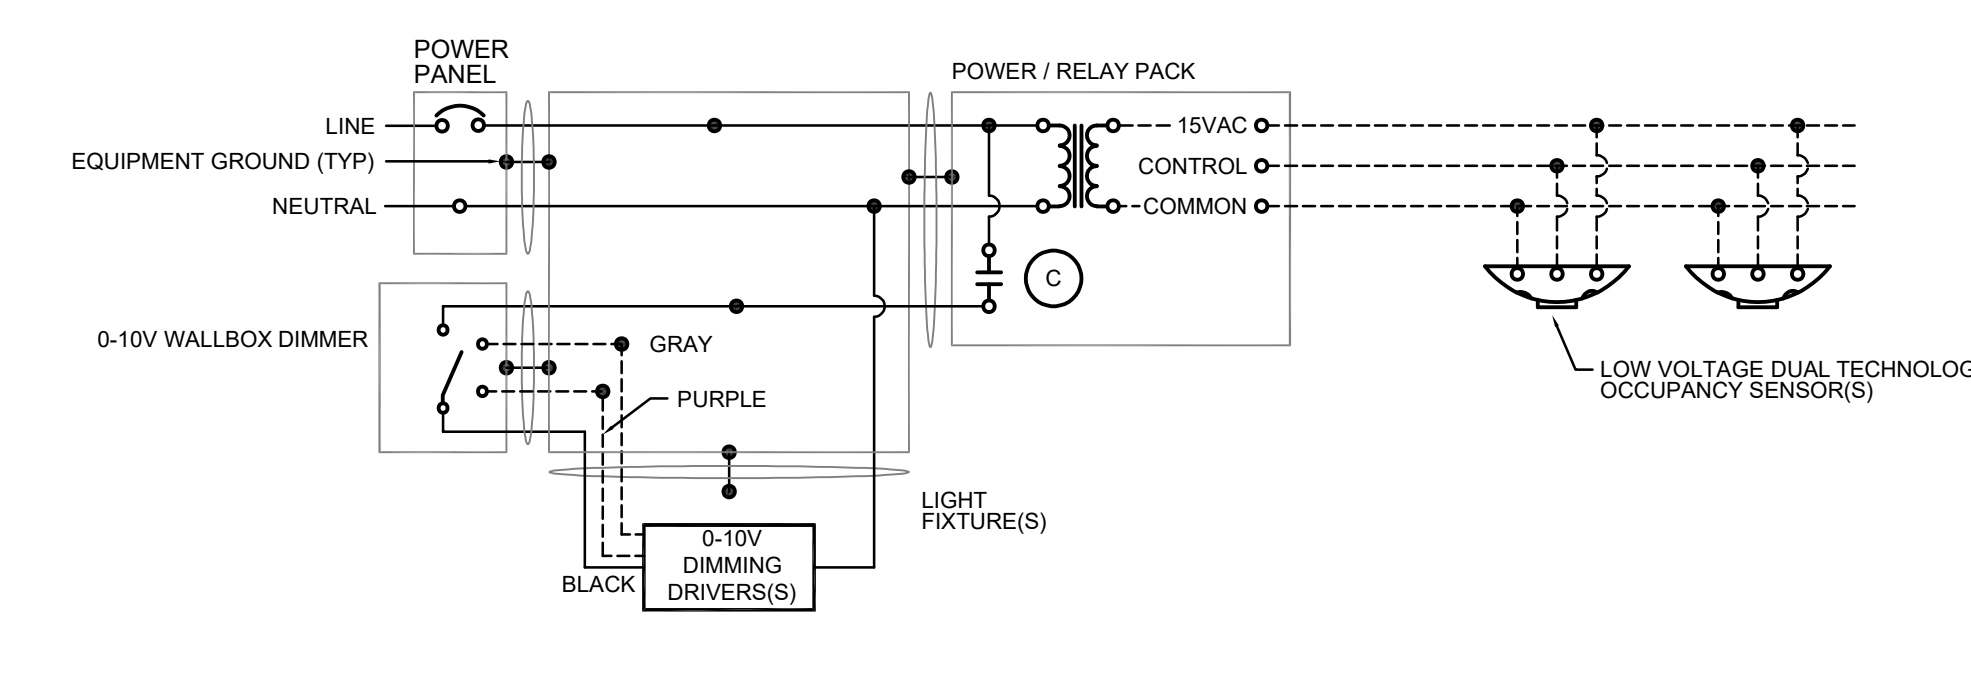 POWER
PANEL
POWER / RELAY PACK
LINE
15VAC
EQUIPMENT GROUND (TYP)
CONTROL
NEUTRAL
COMMON
C
0-10V WALLBOX DIMMER
GRAY
PURPLE
LOW VOLTAGE DUAL TECHNOLOG
OCCUPANCY SENSOR(S)
LIGHT
FIXTURE(S)
0-10V
DIMMING
DRIVERS(S)
BLACK